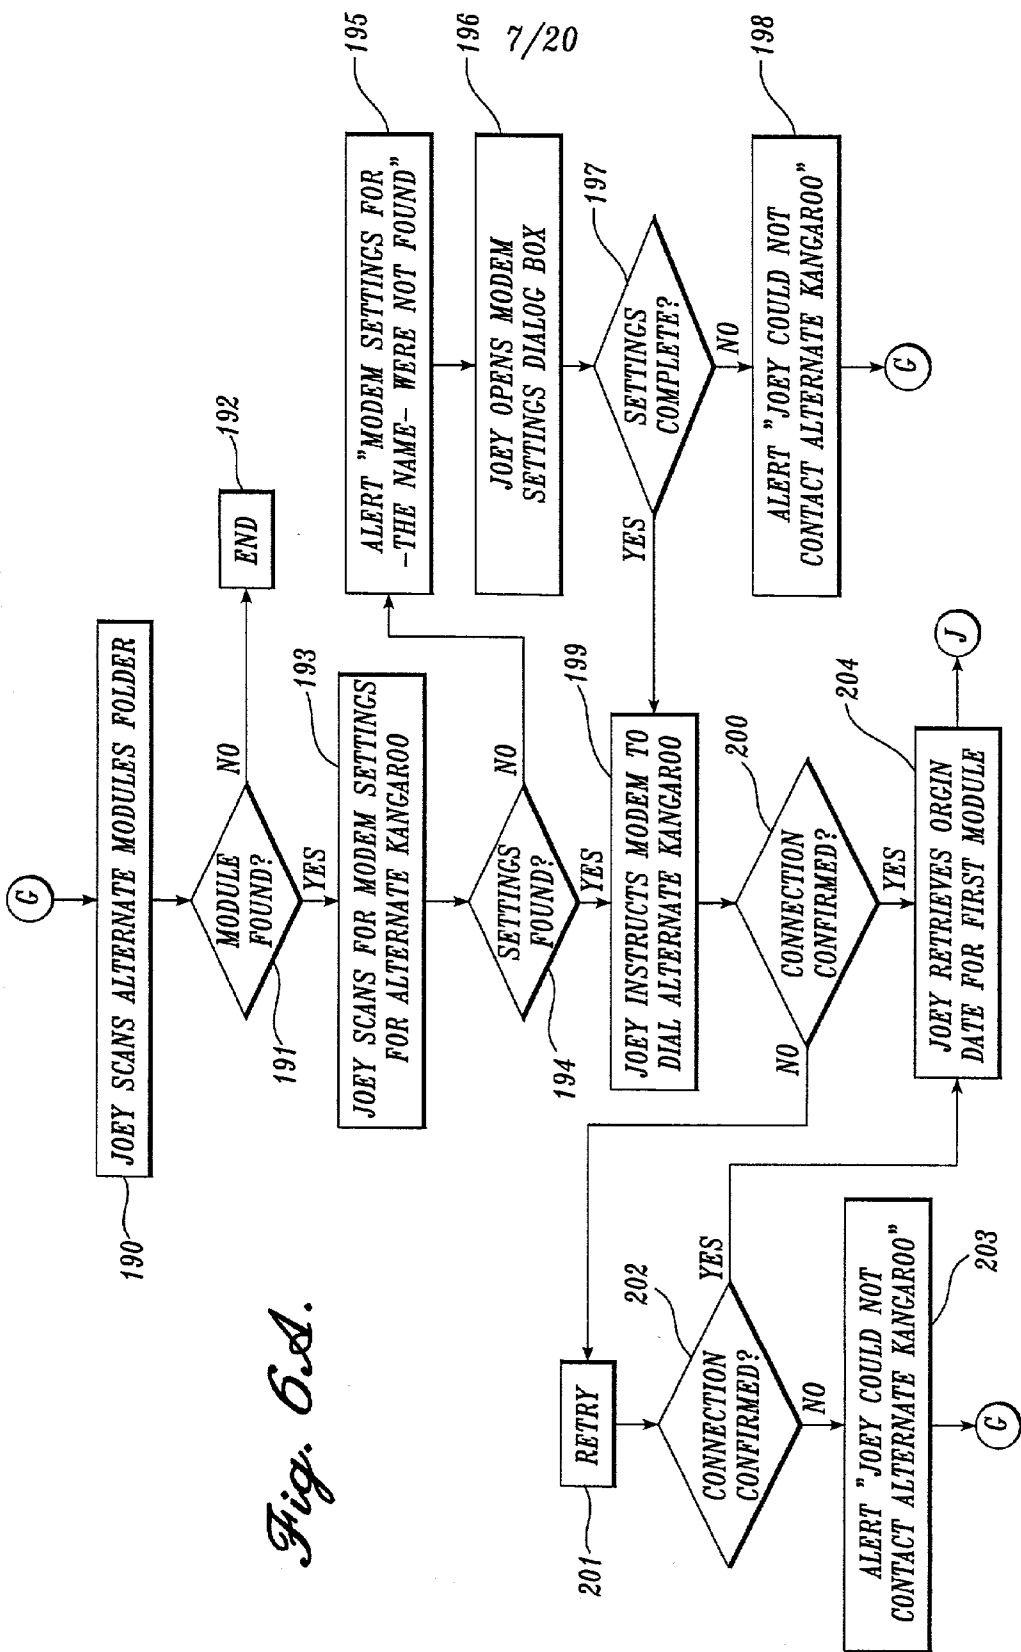 7/20
G
JOEY SCANS ALTERNATE MODULES FOLDER
190
MODULE
FOUND?
191
NO
END
192
YES
JOEY SCANS FOR MODEM SETTINGS
FOR ALTERNATE KANGAROO
193
SETTINGS
FOUND?
194
NO
ALERT "MODEM SETTINGS FOR
-THE NAME- WERE NOT FOUND"
195
JOEY OPENS MODEM
SETTINGS DIALOG BOX
196
SETTINGS
COMPLETE?
197
YES
NO
ALERT "JOEY COULD NOT
CONTACT ALTERNATE KANGAROO"
198
G
YES
JOEY INSTRUCTS MODEM TO
DIAL ALTERNATE KANGAROO
199
CONNECTION
CONFIRMED?
200
NO
YES
RETRY
201
CONNECTION
CONFIRMED?
202
YES
NO
ALERT "JOEY COULD NOT
CONTACT ALTERNATE KANGAROO"
203
G
JOEY RETRIEVES ORGIN
DATE FOR FIRST MODULE
204
J
Fig. 6A.